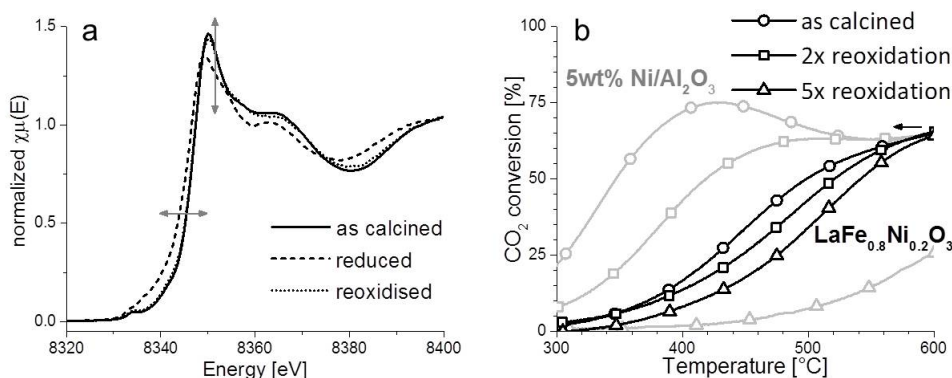 a
1.5
1.0
0.5
0.0
normalized χμ(E)
as calcined
reduced
reoxidised
8320
8340
8360
8380
8400
Energy [eV]
b
as calcined
2x reoxidation
5x reoxidation
5wt% Ni/Al₂O₃
LaFe₀.₈Ni₀.₂O₃
100
75
50
25
0
CO₂ conversion [%]
300
400
500
600
Temperature [°C]